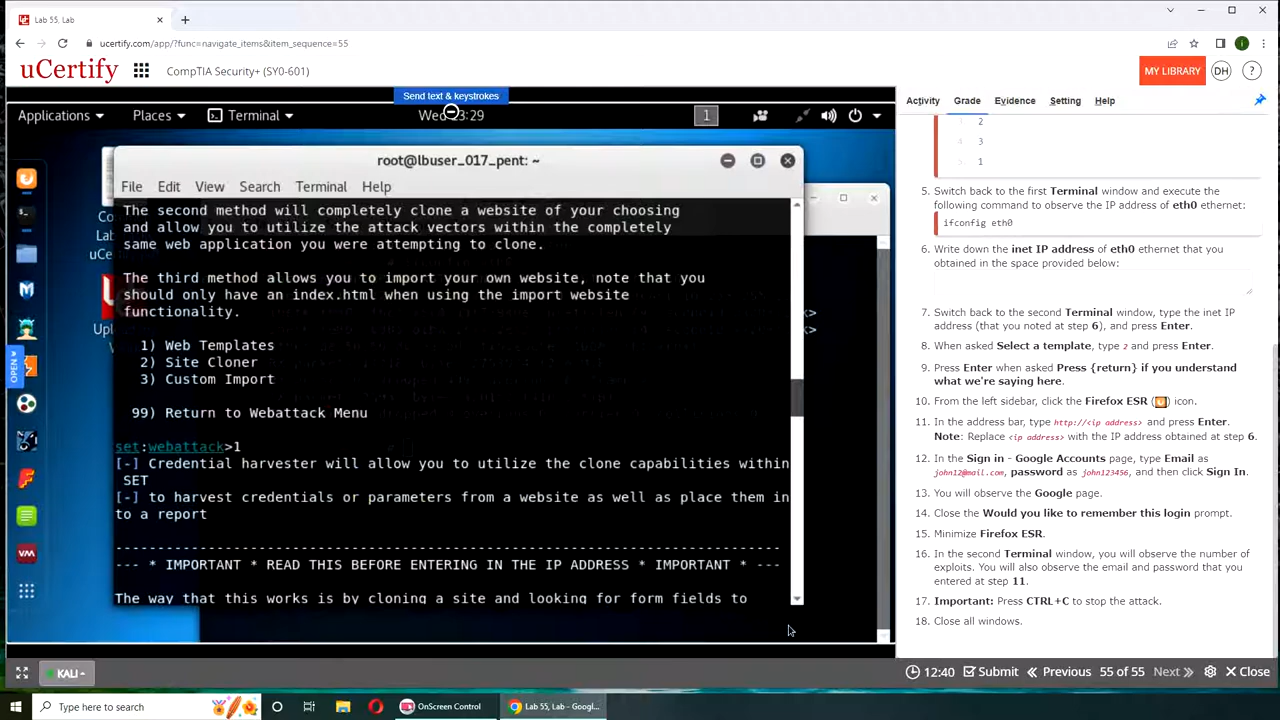 Lab 55, Lab
ucertify.com/app/?func=navigate_items&item_sequence=55
uCertify
CompTIA Security+ (SY0-601)
MY LIBRARY
DH
Send text & keystrokes
Applications
Places
Terminal
1
root@lbuser_017_pent: ~
File Edit View Search Terminal Help
The second method will completely clone a website of your choosing
and allow you to utilize the attack vectors within the completely
same web application you were attempting to clone.
The third method allows you to import your own website, note that you
should only have an index.html when using the import website
functionality.
1) Web Templates
2) Site Cloner
3) Custom Import
99) Return to Webattack Menu
set:webattack>1
[-] Credential harvester will allow you to utilize the clone capabilities within
SET
[-] to harvest credentials or parameters from a website as well as place them in
to a report
-------------------------------------------------------------------------------
--- * IMPORTANT * READ THIS BEFORE ENTERING IN THE IP ADDRESS * IMPORTANT * ---
The way that this works is by cloning a site and looking for form fields to
OPEN
KALI
Activity Grade Evidence Setting Help
2
3
1
5. Switch back to the first Terminal window and execute the
following command to observe the IP address of eth0 ethernet:
ifconfig eth0
6. Write down the inet IP address of eth0 ethernet that you
obtained in the space provided below:
7. Switch back to the second Terminal window, type the inet IP
address (that you noted at step 6), and press Enter.
8. When asked Select a template, type 2 and press Enter.
9. Press Enter when asked Press {return} if you understand
what we're saying here.
10. From the left sidebar, click the Firefox ESR ( ) icon.
11. In the address bar, type http://<ip address> and press Enter.
Note: Replace <ip address> with the IP address obtained at step 6.
12. In the Sign in - Google Accounts page, type Email as
john12@mail.com, password as john123456, and then click Sign In.
13. You will observe the Google page.
14. Close the Would you like to remember this login prompt.
15. Minimize Firefox ESR.
16. In the second Terminal window, you will observe the number of
exploits. You will also observe the email and password that you
entered at step 11.
17. Important: Press CTRL+C to stop the attack.
18. Close all windows.
12:40 Submit Previous 55 of 55 Next Close
Type here to search
OnScreen Control
Lab 55, Lab - Googl...